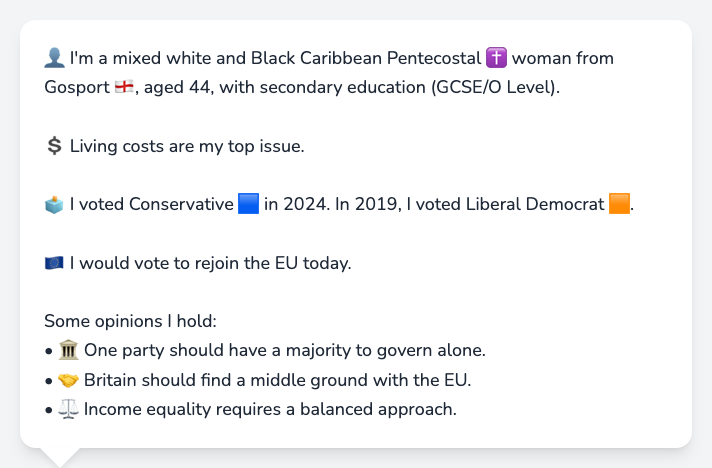 👤 I'm a mixed white and Black Caribbean Pentecostal ✝️ woman from
Gosport 🏴󠁧󠁢󠁥󠁮󠁧󠁿, aged 44, with secondary education (GCSE/O Level).
💲 Living costs are my top issue.
🗳️ I voted Conservative 🟦 in 2024. In 2019, I voted Liberal Democrat 🟧.
🇪🇺 I would vote to rejoin the EU today.
Some opinions I hold:
• 🏛️ One party should have a majority to govern alone.
• 🤝 Britain should find a middle ground with the EU.
• ⚖️ Income equality requires a balanced approach.